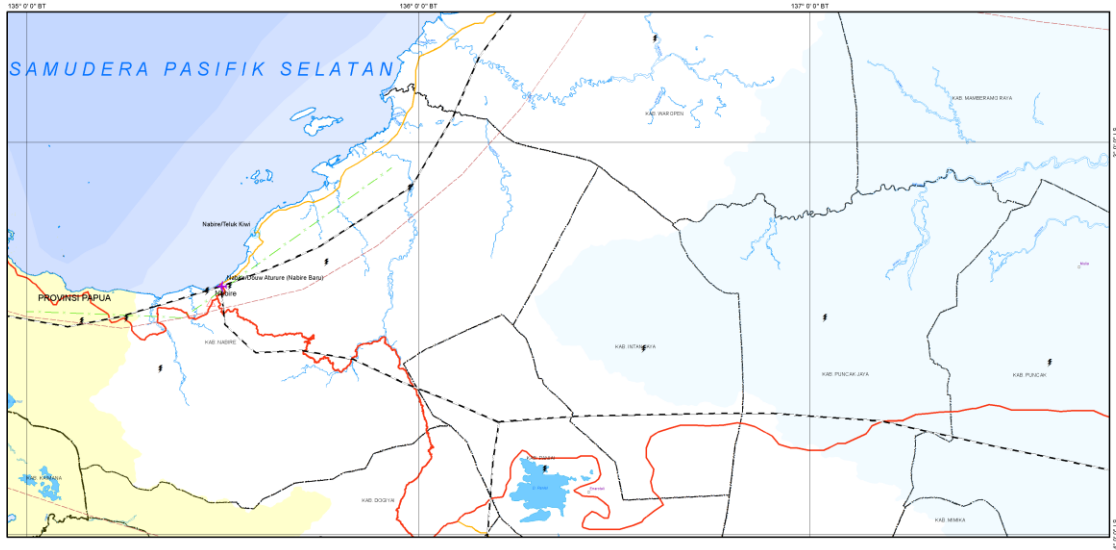 135° 0' 0" BT
136° 0' 0" BT
137° 0' 0" BT
SAMUDERA PASIFIK SELATAN
KAB. MAMBERAMO RAYA
KAB. WAROPEN
Nabire/Teluk Kiwi
Nabire/Douw Aturure (Nabire Baru)
Nabire
PROVINSI PAPUA
KAB. NABIRE
KAB. INTAN JAYA
KAB. PUNCAK JAYA
KAB. PUNCAK
KAB. PANIAI
KAB. KAIMANA
KAB. DOGIYAI
KAB. MIMIKA